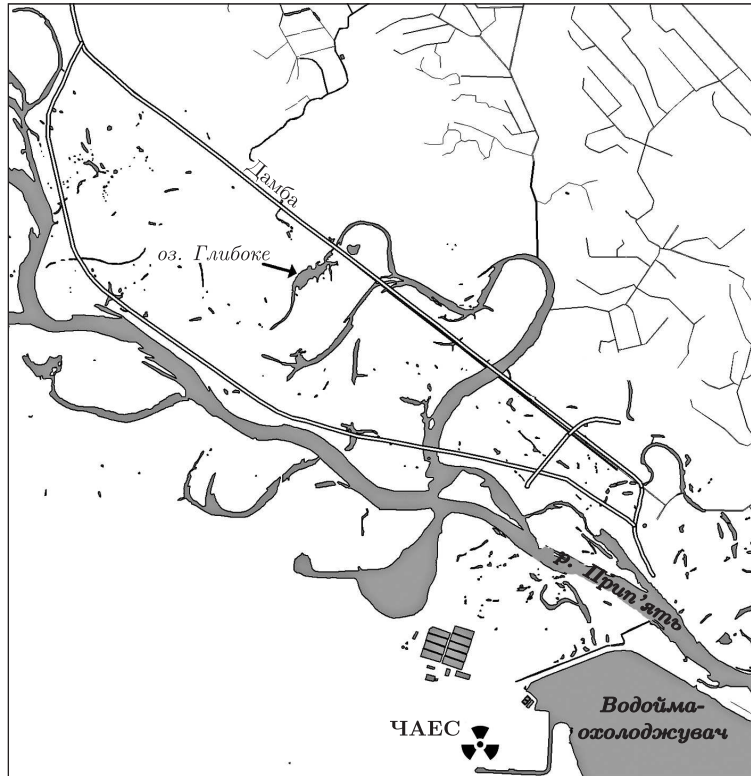 Дамба
оз. Глибоке
р. Прип'ять
Водойма-
ЧАЕС
охолоджувач